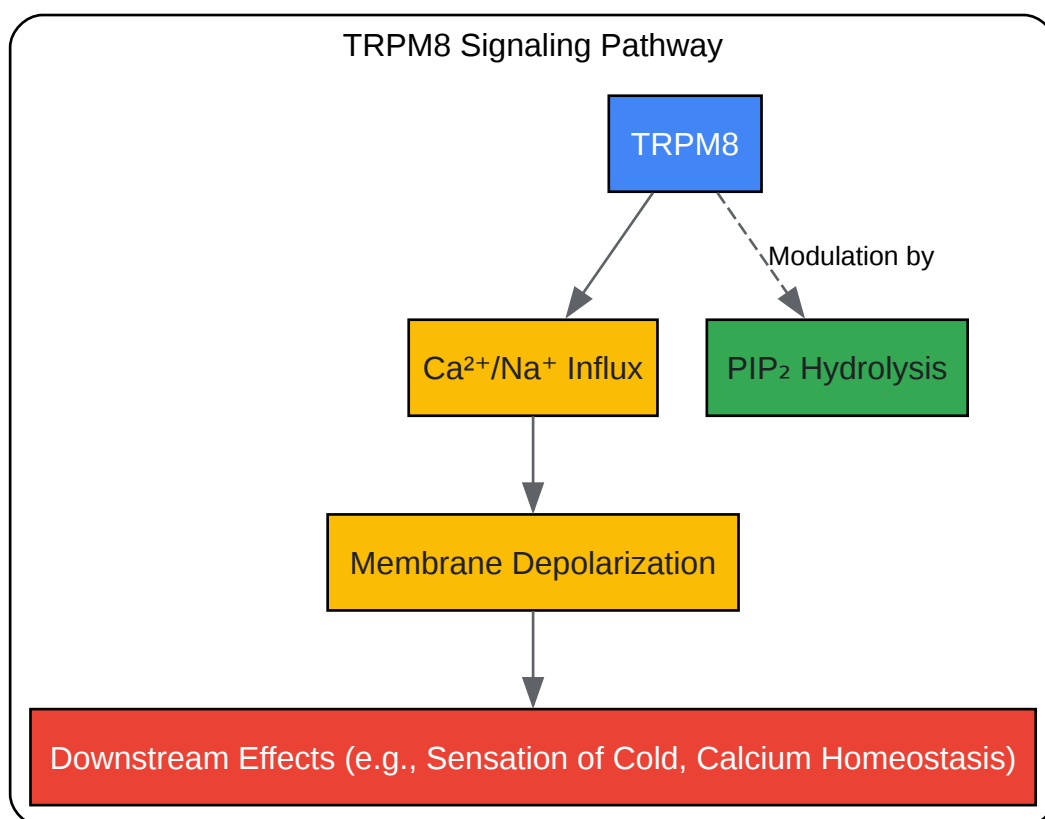 TRPM8 Signaling Pathway
TRPM8
Modulation by
Ca²⁺/Na⁺ Influx
PIP₂ Hydrolysis
Membrane Depolarization
Downstream Effects (e.g., Sensation of Cold, Calcium Homeostasis)